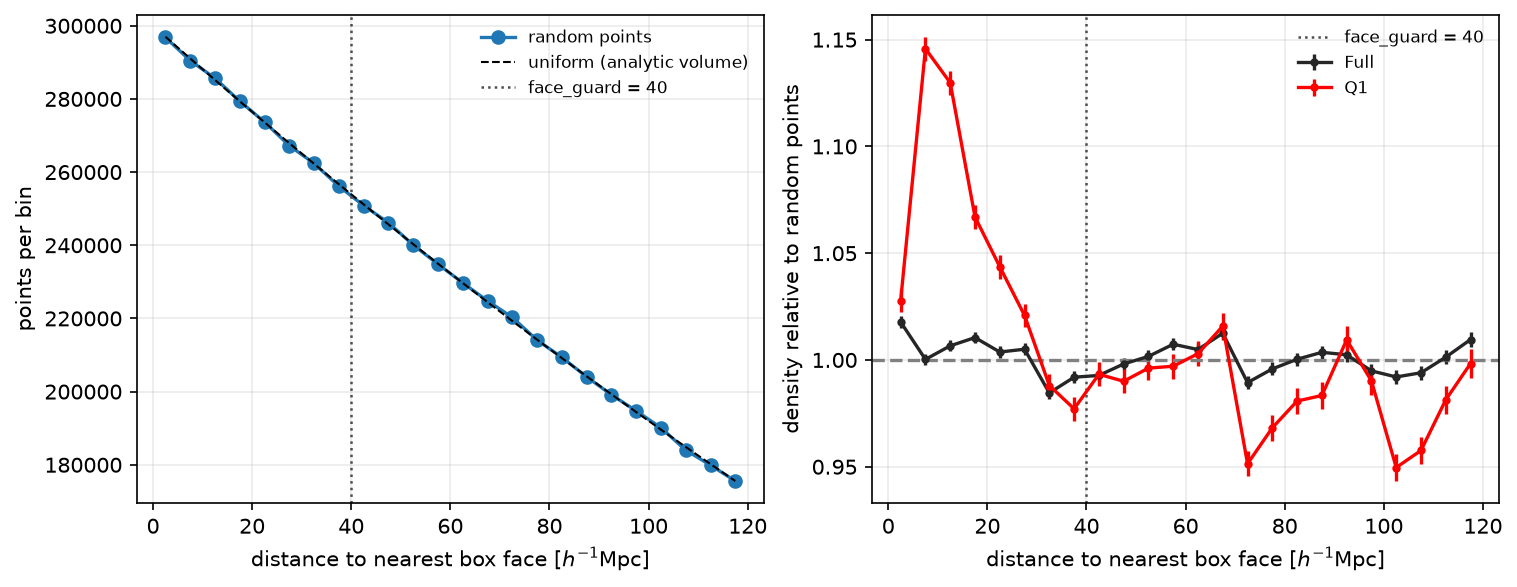 300000
280000
260000
240000
220000
200000
180000
points per bin
random points
uniform (analytic volume)
face_guard = 40
0 20 40 60 80 100 120
distance to nearest box face [h⁻¹Mpc]
1.15
1.10
1.05
1.00
0.95
density relative to random points
face_guard = 40
Full
Q1
0 20 40 60 80 100 120
distance to nearest box face [h⁻¹Mpc]